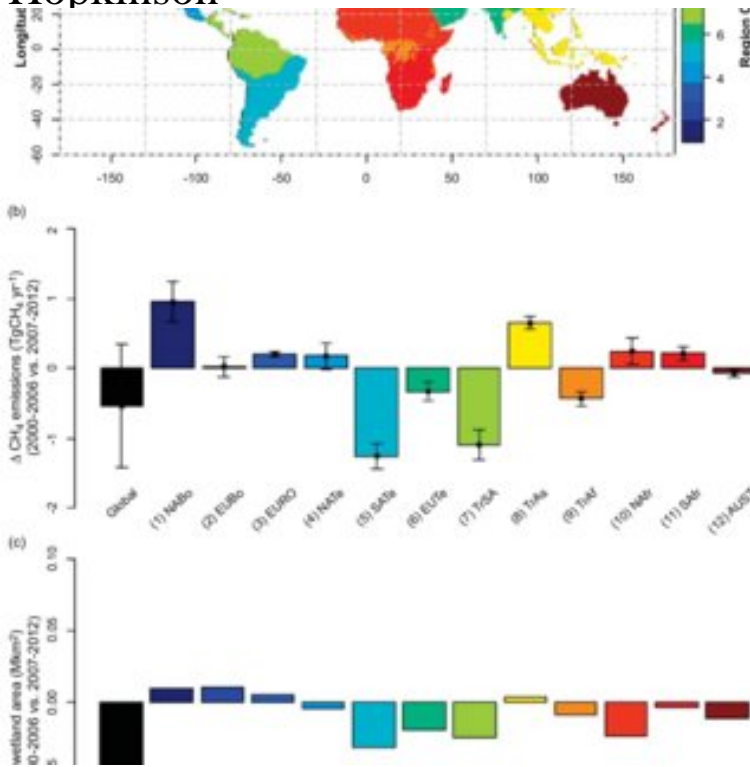 Hopkinson
Longitud
20
0
-20
-40
-60
-150
-100
-50
0
50
100
150
6
4
2
Region
(b)
Δ CH₄ emissions (TgCH₄ yr⁻¹)
(2000-2006 vs. 2007-2012)
2
1
0
-1
-2
Global
(1) NABo
(2) EUBo
(3) EURO
(4) NATe
(5) SATe
(6) EUTe
(7) TrSA
(8) TrAs
(9) TrAf
(10) NAfr
(11) SAfr
(12) AUST
(c)
wetland area (Mkm²)
00-2006 vs. 2007-2012)
0.10
0.05
0.00